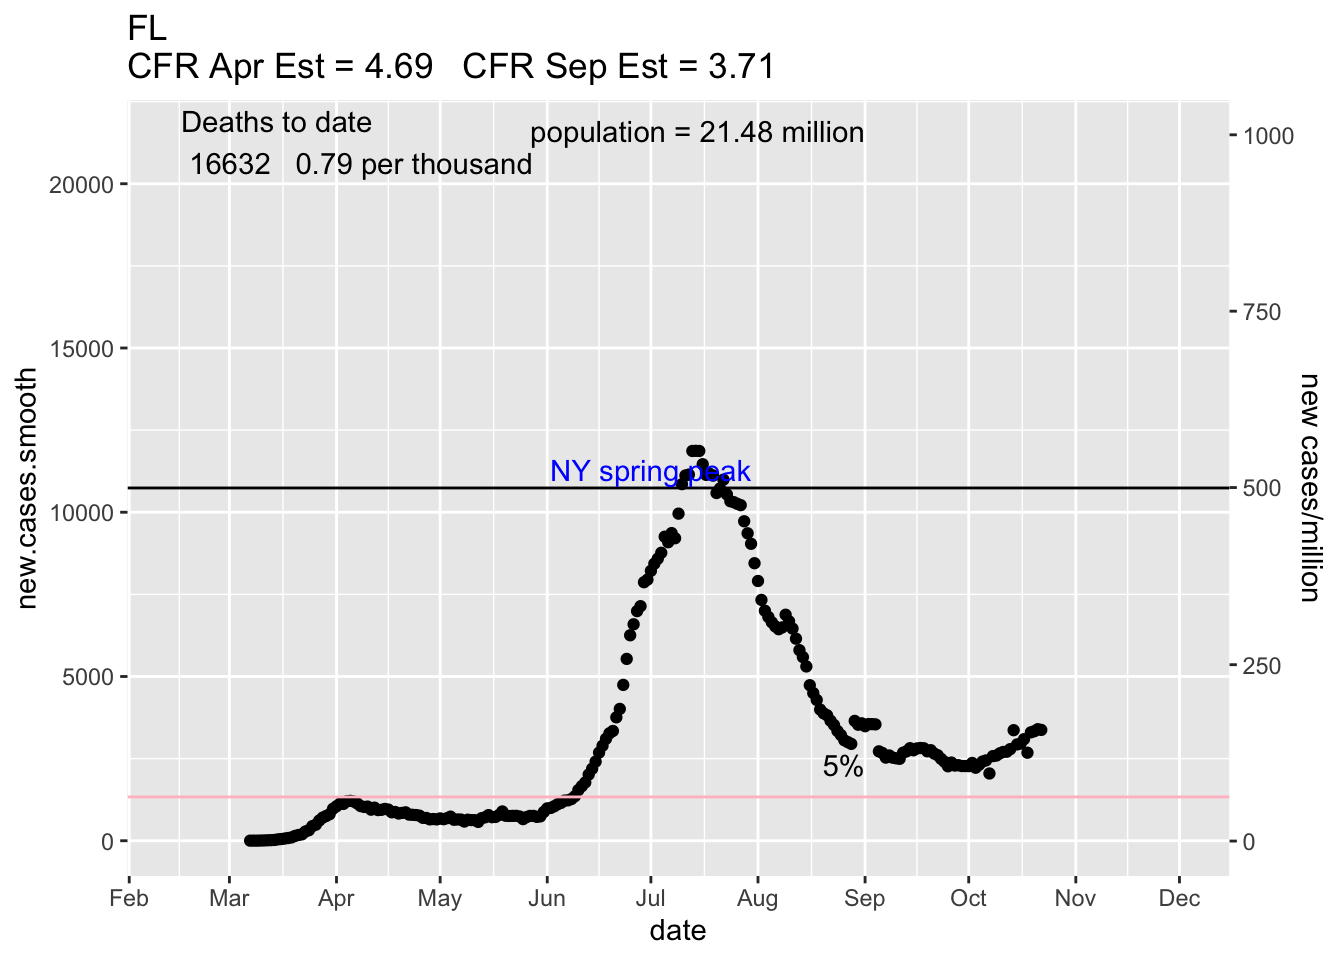 FL
CFR Apr Est = 4.69   CFR Sep Est = 3.71
Deaths to date
population = 21.48 million
16632   0.79 per thousand
1000
20000
750
15000
NY spring peak
500
10000
250
5000
5%
0
0
Feb Mar Apr May Jun Jul Aug Sep Oct Nov Dec
date
new.cases.smooth
new cases/million